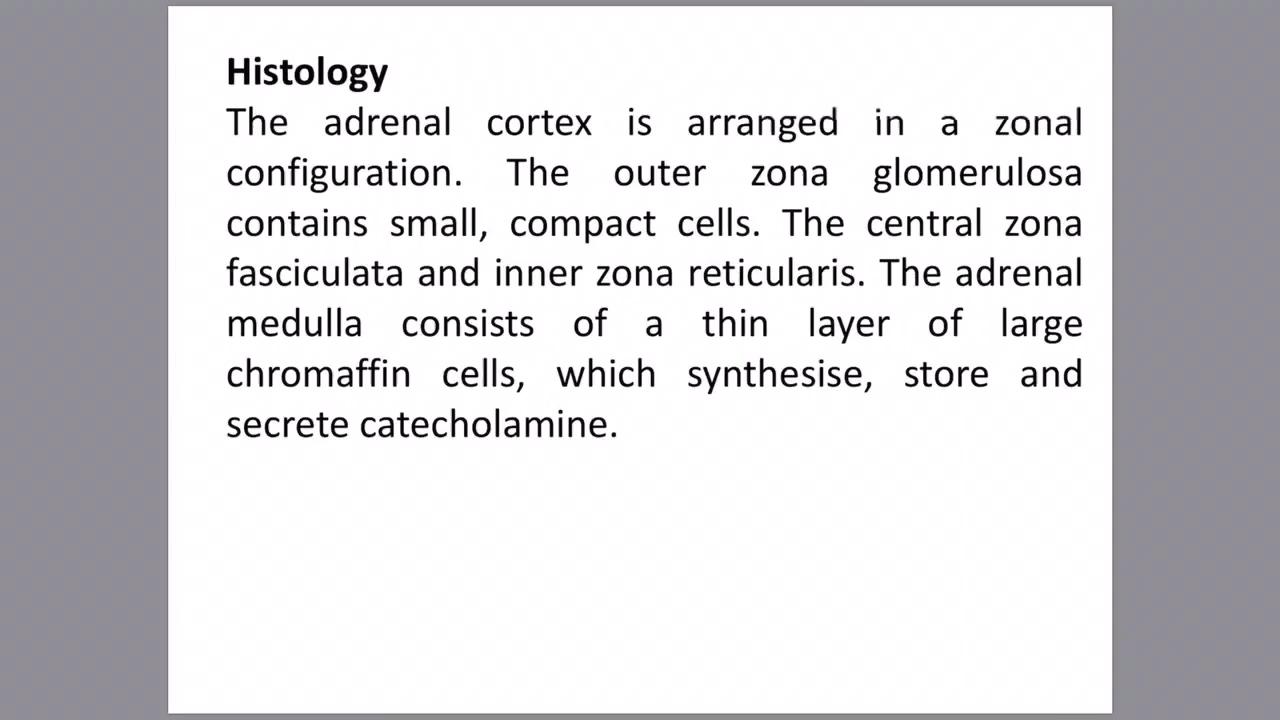 Histology
The adrenal cortex is arranged in a zonal
configuration. The outer zona glomerulosa
contains small, compact cells. The central zona
fasciculata and inner zona reticularis. The adrenal
medulla consists of a thin layer of large
chromaffin cells, which synthesise, store and
secrete catecholamine.